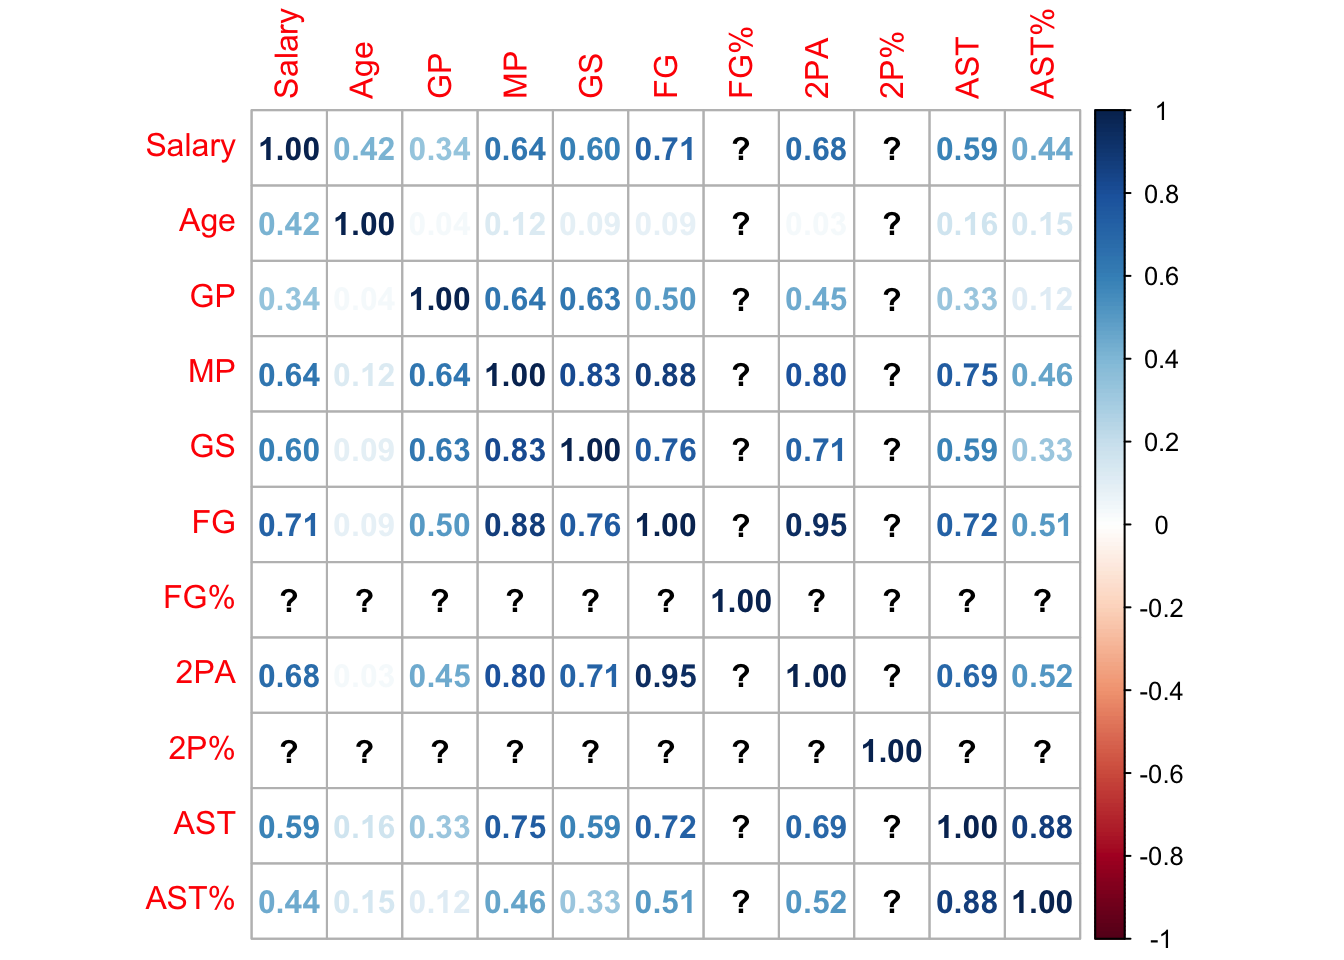 Salary Age GP MP GS FG FG% 2PA 2P% AST AST%
Salary 1.00 0.42 0.34 0.64 0.60 0.71 ? 0.68 ? 0.59 0.44
Age 0.42 1.00 0.04 0.12 0.09 0.09 ? 0.03 ? 0.16 0.15
GP 0.34 0.04 1.00 0.64 0.63 0.50 ? 0.45 ? 0.33 0.12
MP 0.64 0.12 0.64 1.00 0.83 0.88 ? 0.80 ? 0.75 0.46
GS 0.60 0.09 0.63 0.83 1.00 0.76 ? 0.71 ? 0.59 0.33
FG 0.71 0.09 0.50 0.88 0.76 1.00 ? 0.95 ? 0.72 0.51
FG% ? ? ? ? ? ? 1.00 ? ? ? ?
2PA 0.68 0.03 0.45 0.80 0.71 0.95 ? 1.00 ? 0.69 0.52
2P% ? ? ? ? ? ? ? ? 1.00 ? ?
AST 0.59 0.16 0.33 0.75 0.59 0.72 ? 0.69 ? 1.00 0.88
AST% 0.44 0.15 0.12 0.46 0.33 0.51 ? 0.52 ? 0.88 1.00
1
0.8
0.6
0.4
0.2
0
-0.2
-0.4
-0.6
-0.8
-1